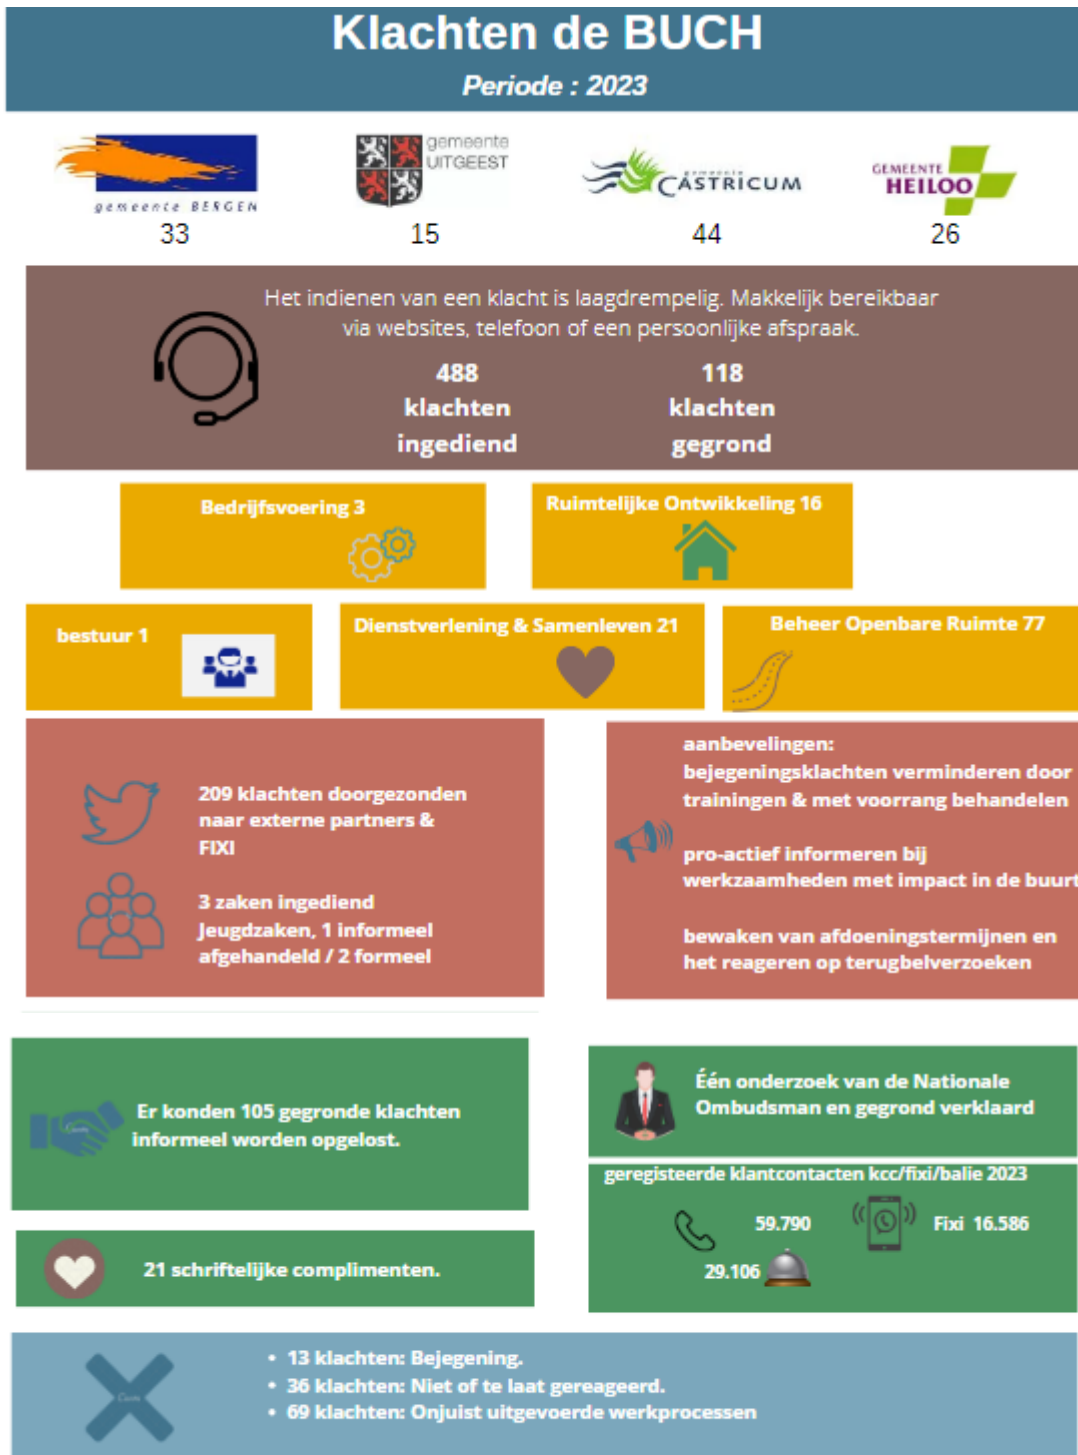 Klachten de BUCH
Periode : 2023
gemeente BERGEN
gemeente
UITGEEST
gemeente
CASTRICUM
GEMEENTE
HEILOO
33
15
44
26
Het indienen van een klacht is laagdrempelig. Makkelijk bereikbaar
via websites, telefoon of een persoonlijke afspraak.
488
klachten
ingediend
118
klachten
gegrond
Bedrijfsvoering 3
Ruimtelijke Ontwikkeling 16
bestuur 1
Dienstverlening & Samenleven 21
Beheer Openbare Ruimte 77
209 klachten doorgezonden
naar externe partners &
FIXI
3 zaken ingediend
Jeugdzaken, 1 informeel
afgehandeld / 2 formeel
aanbevelingen:
bejegeningsklachten verminderen door
trainingen & met voorrang behandelen
pro-actief informeren bij
werkzaamheden met impact in de buurt
bewaken van afdoeningstermijnen en
het reageren op terugbelverzoeken
Er konden 105 gegronde klachten
informeel worden opgelost.
Één onderzoek van de Nationale
Ombudsman en gegrond verklaard
geregisteerde klantcontacten kcc/fixi/balie 2023
59.790
Fixi 16.586
29.106
21 schriftelijke complimenten.
• 13 klachten: Bejegening.
• 36 klachten: Niet of te laat gereageerd.
• 69 klachten: Onjuist uitgevoerde werkprocessen